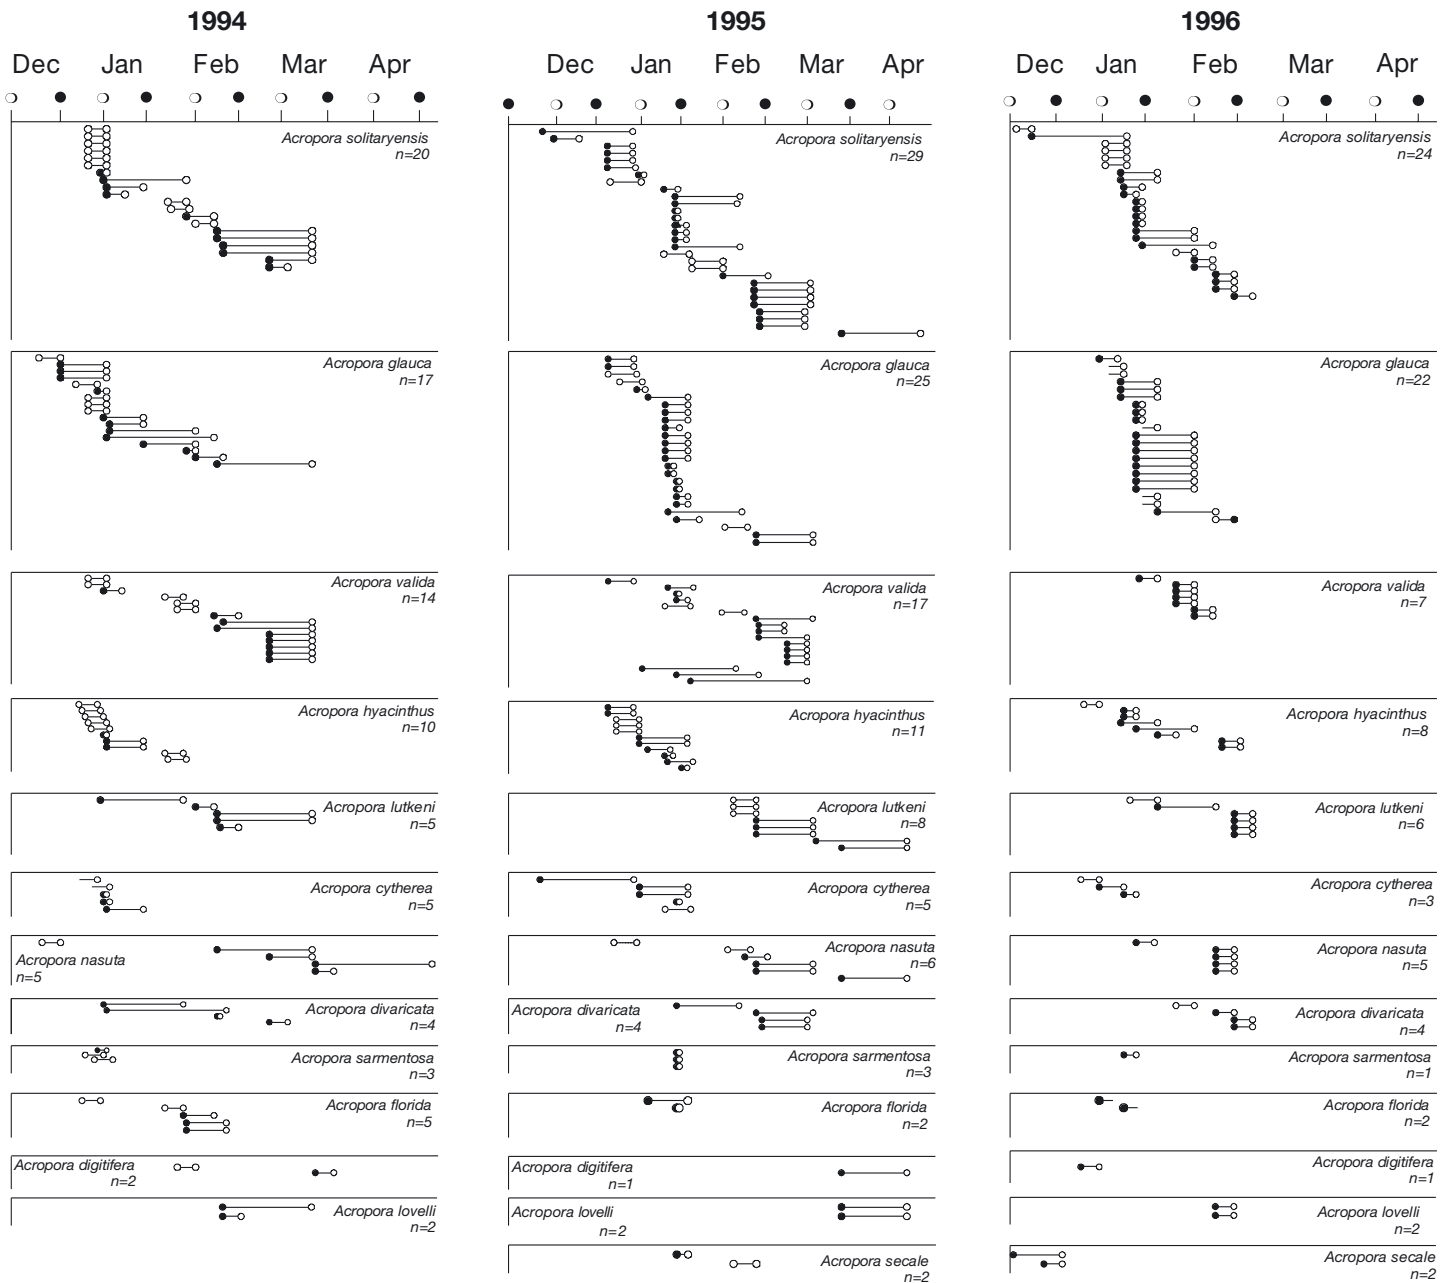 1994
Dec Jan Feb Mar Apr
Acropora solitaryensis
n=20
Acropora glauca
n=17
Acropora valida
n=14
Acropora hyacinthus
n=10
Acropora lutkeni
n=5
Acropora cytherea
n=5
Acropora nasuta
n=5
Acropora divaricata
n=4
Acropora sarmentosa
n=3
Acropora florida
n=5
Acropora digitifera
n=2
Acropora lovelli
n=2
1995
Dec Jan Feb Mar Apr
Acropora solitaryensis
n=29
Acropora glauca
n=25
Acropora valida
n=17
Acropora hyacinthus
n=11
Acropora lutkeni
n=8
Acropora cytherea
n=5
Acropora nasuta
n=6
Acropora divaricata
n=4
Acropora sarmentosa
n=3
Acropora florida
n=2
Acropora digitifera
n=1
Acropora lovelli
n=2
Acropora secale
n=2
1996
Dec Jan Feb Mar Apr
Acropora solitaryensis
n=24
Acropora glauca
n=22
Acropora valida
n=7
Acropora hyacinthus
n=8
Acropora lutkeni
n=6
Acropora cytherea
n=3
Acropora nasuta
n=5
Acropora divaricata
n=4
Acropora sarmentosa
n=1
Acropora florida
n=2
Acropora digitifera
n=1
Acropora lovelli
n=2
Acropora secale
n=2